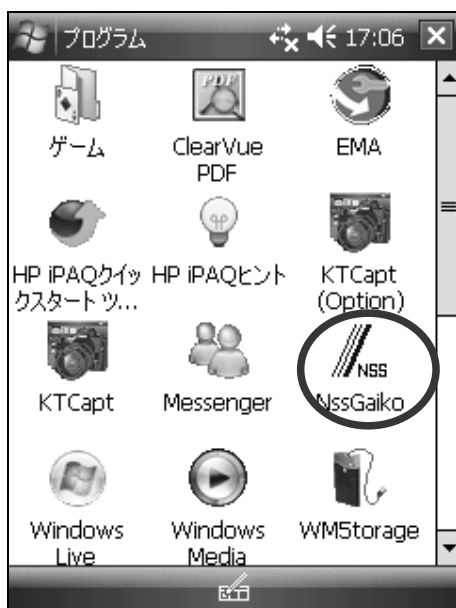 プログラム 17:06
PDF
ゲーム ClearVue PDF EMA
HP iPAQクイックスタート ツ... HP iPAQヒント KTCapt (Option)
NSS
KTCapt Messenger NssGaiko
Windows Live Windows Media WM5torage